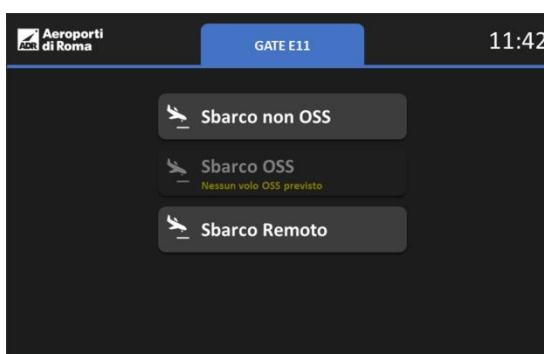 Aeroporti
di Roma
ADR
GATE E11
11:42
Sbarco non OSS
Sbarco OSS
Nessun volo OSS previsto
Sbarco Remoto